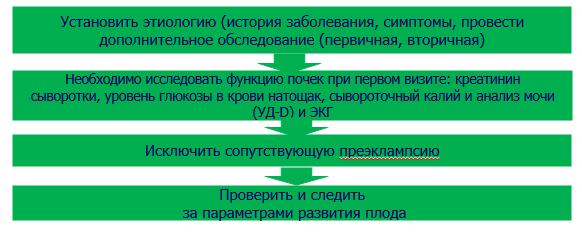 Установить этиологию (история заболевания, симптомы, провести
дополнительное обследование (первичная, вторичная)
Необходимо исследовать функцию почек при первом визите: креатинин
сыворотки, уровень глюкозы в крови натощак, сывороточный калий и анализ мочи
(УД-D) и ЭКГ
Исключить сопутствующую преэклампсию
Проверить и следить
за параметрами развития плода